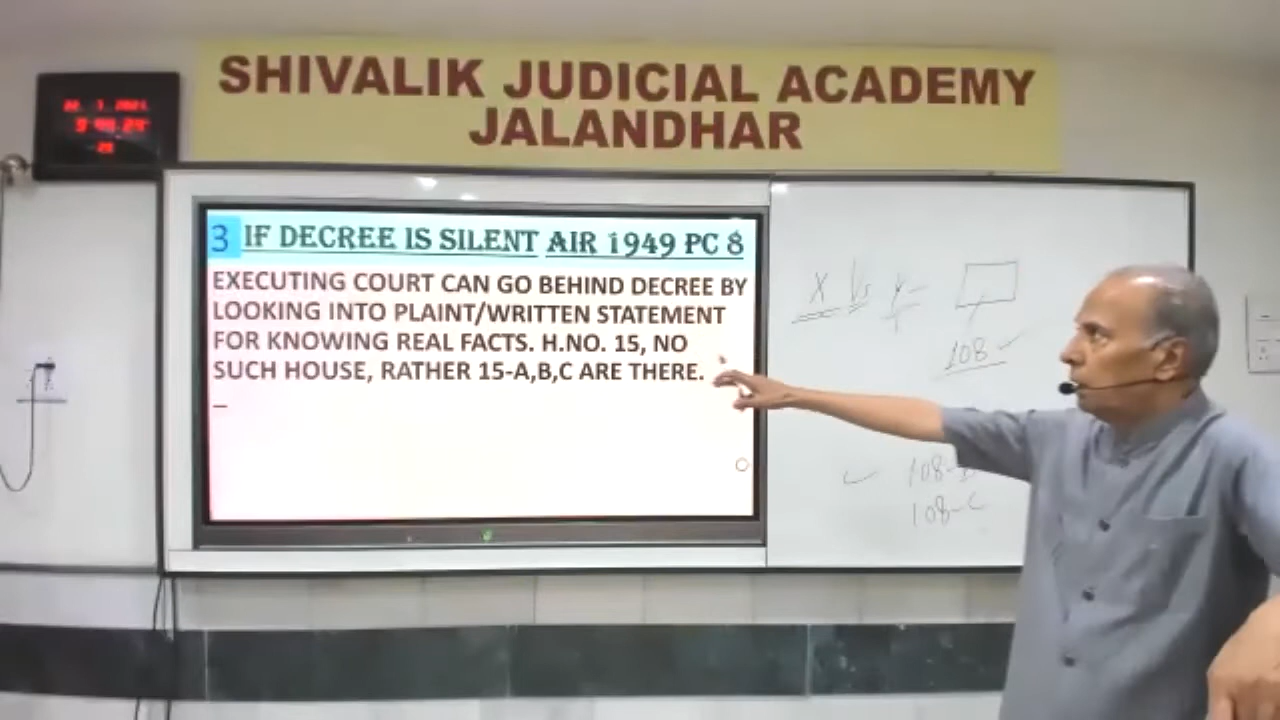 SHIVALIK JUDICIAL ACADEMY
JALANDHAR
3 IF DECREE IS SILENT AIR 1949 PC 8
EXECUTING COURT CAN GO BEHIND DECREE BY
LOOKING INTO PLAINT/WRITTEN STATEMENT
FOR KNOWING REAL FACTS. H.NO. 15, NO
SUCH HOUSE, RATHER 15-A,B,C ARE THERE.
X Vs Y
108
108-
108-C